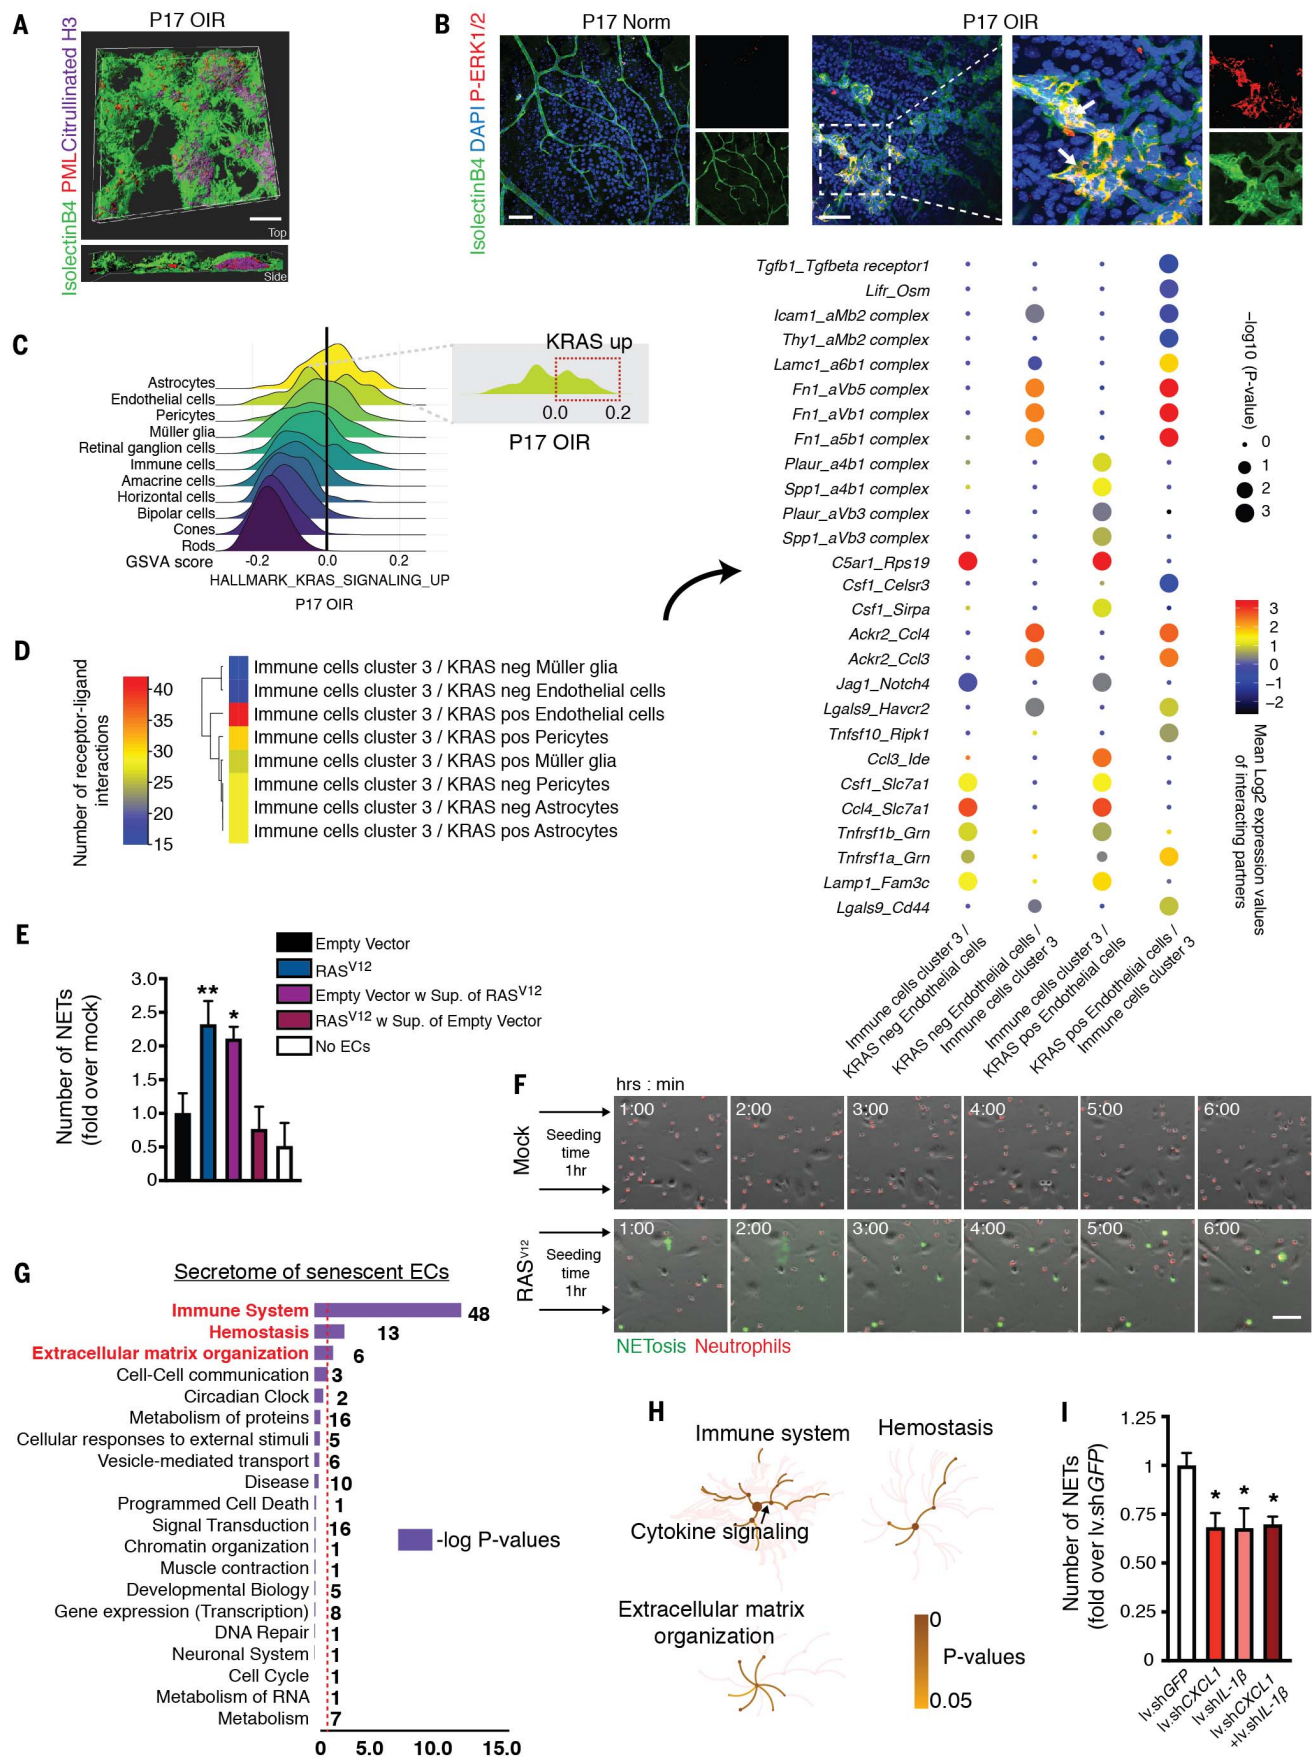 A
P17 OIR
IsolectinB4 PML Citrullinated H3
Top
Side
B
P17 Norm
P17 OIR
IsolectinB4 DAPI P-ERK1/2
C
Astrocytes
Endothelial cells
Pericytes
Müller glia
Retinal ganglion cells
Immune cells
Amacrine cells
Horizontal cells
Bipolar cells
Cones
Rods
GSVA score
-0.2
0.0
0.2
HALLMARK_KRAS_SIGNALING_UP
P17 OIR
KRAS up
0.0
0.2
P17 OIR
D
Number of receptor-ligand
interactions
40
35
30
25
20
15
Immune cells cluster 3 / KRAS neg Müller glia
Immune cells cluster 3 / KRAS neg Endothelial cells
Immune cells cluster 3 / KRAS pos Endothelial cells
Immune cells cluster 3 / KRAS pos Pericytes
Immune cells cluster 3 / KRAS pos Müller glia
Immune cells cluster 3 / KRAS neg Pericytes
Immune cells cluster 3 / KRAS neg Astrocytes
Immune cells cluster 3 / KRAS pos Astrocytes
Tgfb1_Tgfbeta receptor1
Lifr_Osm
Icam1_aMb2 complex
Thy1_aMb2 complex
Lamc1_a6b1 complex
Fn1_aVb5 complex
Fn1_aVb1 complex
Fn1_a5b1 complex
Plaur_a4b1 complex
Spp1_a4b1 complex
Plaur_aVb3 complex
Spp1_aVb3 complex
C5ar1_Rps19
Csf1_Celsr3
Csf1_Sirpa
Ackr2_Ccl4
Ackr2_Ccl3
Jag1_Notch4
Lgals9_Havcr2
Tnfsf10_Ripk1
Ccl3_Ide
Csf1_Slc7a1
Ccl4_Slc7a1
Tnfrsf1b_Grn
Tnfrsf1a_Grn
Lamp1_Fam3c
Lgals9_Cd44
Immune cells cluster 3 /
KRAS neg Endothelial cells
KRAS neg Endothelial cells /
Immune cells cluster 3
Immune cells cluster 3 /
KRAS pos Endothelial cells
KRAS pos Endothelial cells /
Immune cells cluster 3
−log10 (P-value)
0
1
2
3
3
2
1
0
−1
−2
Mean Log2 expression values
of interacting partners
E
Number of NETs
(fold over mock)
3.0
2.5
2.0
1.5
1.0
0.5
0
**
*
Empty Vector
RASV12
Empty Vector w Sup. of RASV12
RASV12 w Sup. of Empty Vector
No ECs
F
hrs : min
Mock
Seeding
time
1hr
1:00
2:00
3:00
4:00
5:00
6:00
RASV12
Seeding
time
1hr
1:00
2:00
3:00
4:00
5:00
6:00
NETosis Neutrophils
G
Secretome of senescent ECs
Immune System 48
Hemostasis 13
Extracellular matrix organization 6
Cell-Cell communication 3
Circadian Clock 2
Metabolism of proteins 16
Cellular responses to external stimuli 5
Vesicle-mediated transport 6
Disease 10
Programmed Cell Death 1
Signal Transduction 16
Chromatin organization 1
Muscle contraction 1
Developmental Biology 5
Gene expression (Transcription) 8
DNA Repair 1
Neuronal System 1
Cell Cycle 1
Metabolism of RNA 1
Metabolism 7
0 5.0 10.0 15.0
-log P-values
H
Immune system
Cytokine signaling
Hemostasis
Extracellular matrix
organization
0
P-values
0.05
I
Number of NETs
(fold over lv.shGFP)
1.25
1
0.75
0.50
0.25
0
*
*
*
lv.shGFP
lv.shCXCL1
lv.shIL-1β
lv.shCXCL1
+lv.shIL-1β